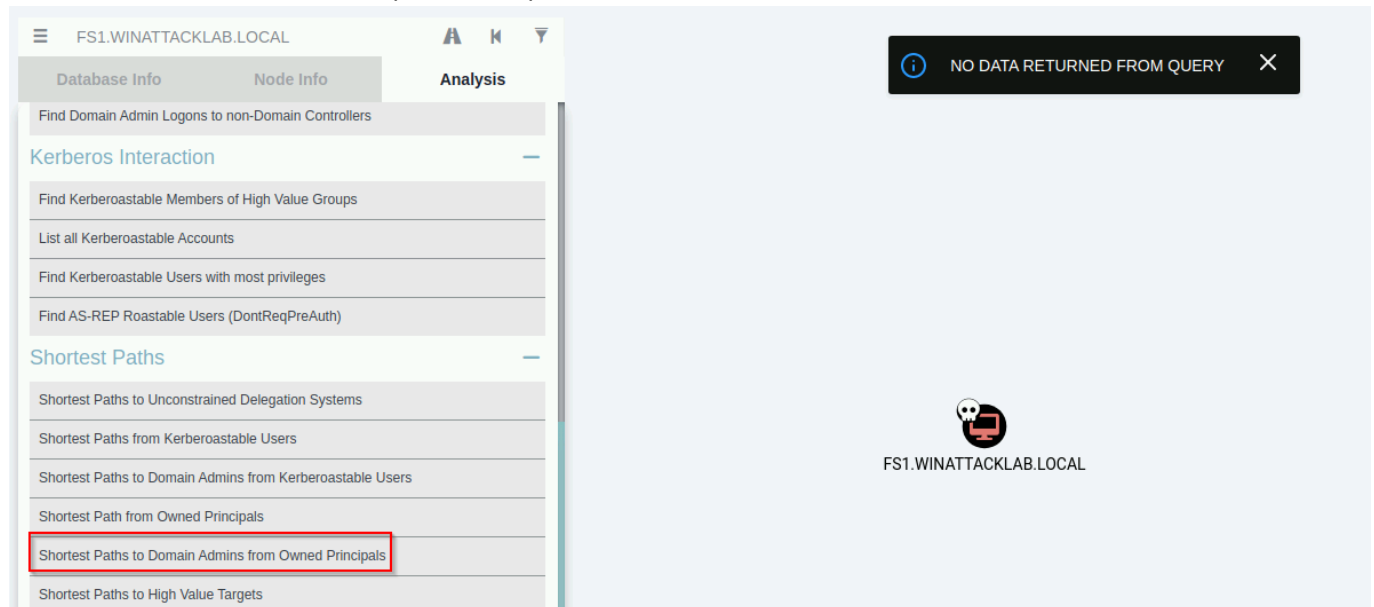 FS1.WINATTACKLAB.LOCAL
Database Info Node Info Analysis
Find Domain Admin Logons to non-Domain Controllers
Kerberos Interaction
Find Kerberoastable Members of High Value Groups
List all Kerberoastable Accounts
Find Kerberoastable Users with most privileges
Find AS-REP Roastable Users (DontReqPreAuth)
Shortest Paths
Shortest Paths to Unconstrained Delegation Systems
Shortest Paths from Kerberoastable Users
Shortest Paths to Domain Admins from Kerberoastable Users
Shortest Path from Owned Principals
Shortest Paths to Domain Admins from Owned Principals
Shortest Paths to High Value Targets
NO DATA RETURNED FROM QUERY
FS1.WINATTACKLAB.LOCAL